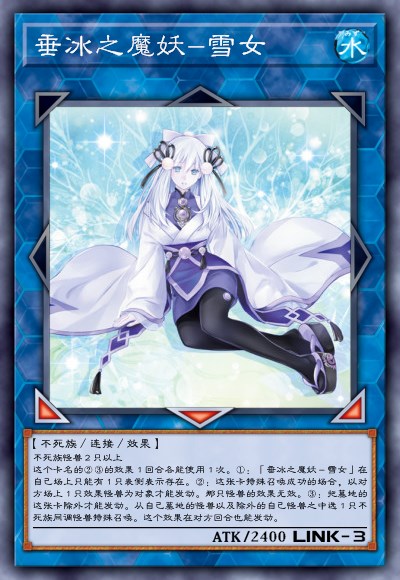 垂氷之魔妖-雪女
水
【不死族/连接/效果】
不死族怪兽2只以上
这个卡名的②③的效果1回合各能使用1次。①：「垂氷之魔妖-雪女」在
自己场上只能有1只表侧表示存在。②：这张卡特殊召唤成功的场合，以对
方场上1只效果怪兽为对象才能发动。那只怪兽的效果无效。③：把墓地的
这张卡除外才能发动。从自己墓地的怪兽以及除外的自己怪兽之中选1只不
死族同调怪兽特殊召唤。这个效果在对方回合也能发动。
ATK/2400 LINK-3